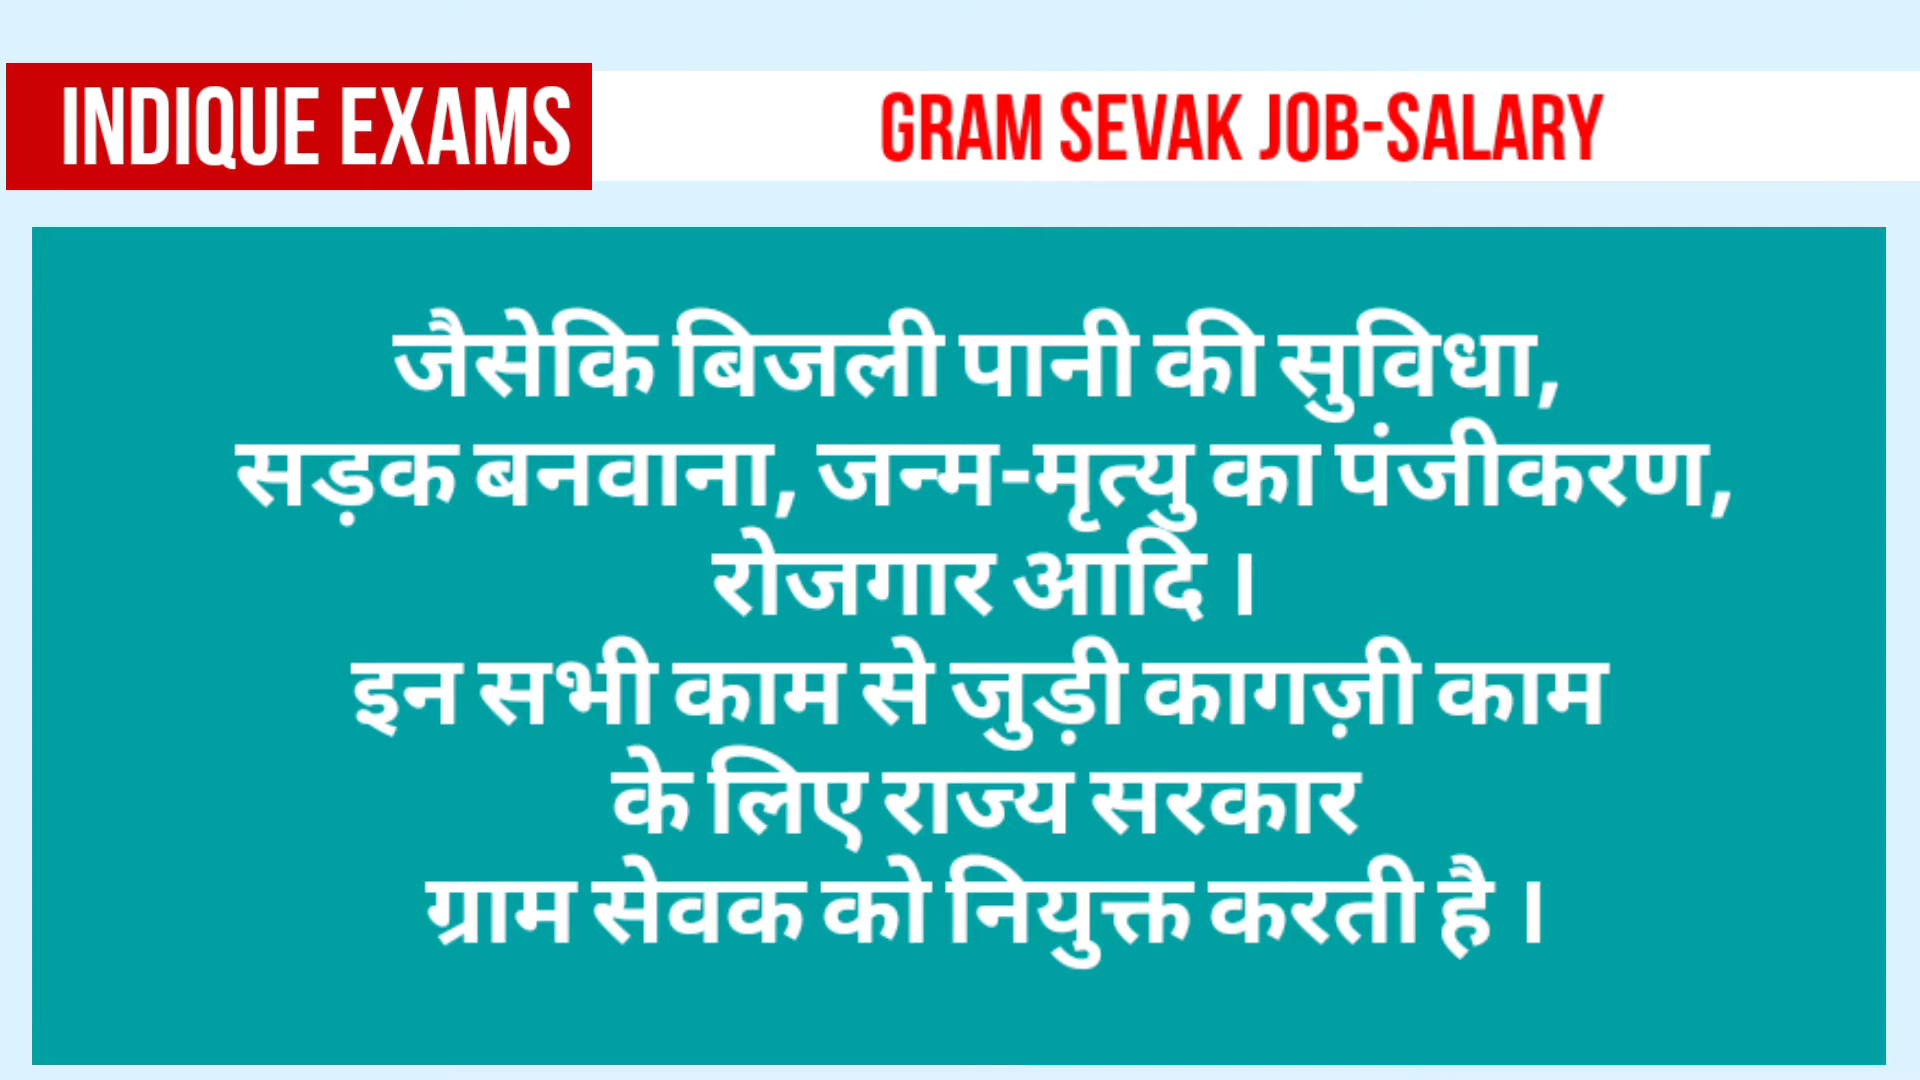 INDIQUE EXAMS
GRAM SEVAK JOB-SALARY
जैसेकि बिजली पानी की सुविधा,
सड़क बनवाना, जन्म-मृत्यु का पंजीकरण,
रोजगार आदि ।
इन सभी काम से जुड़ी कागज़ी काम
के लिए राज्य सरकार
ग्राम सेवक को नियुक्त करती है ।